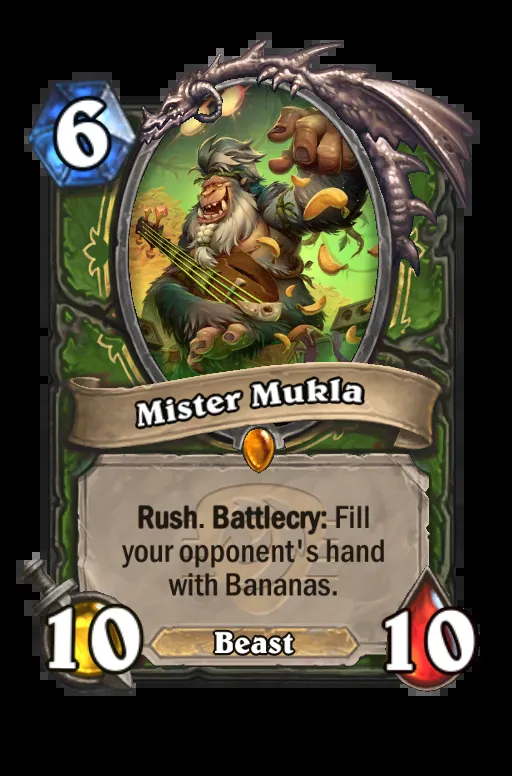 6
Mister Mukla
Rush. Battlecry: Fill
your opponent's hand
with Bananas.
10
Beast
10